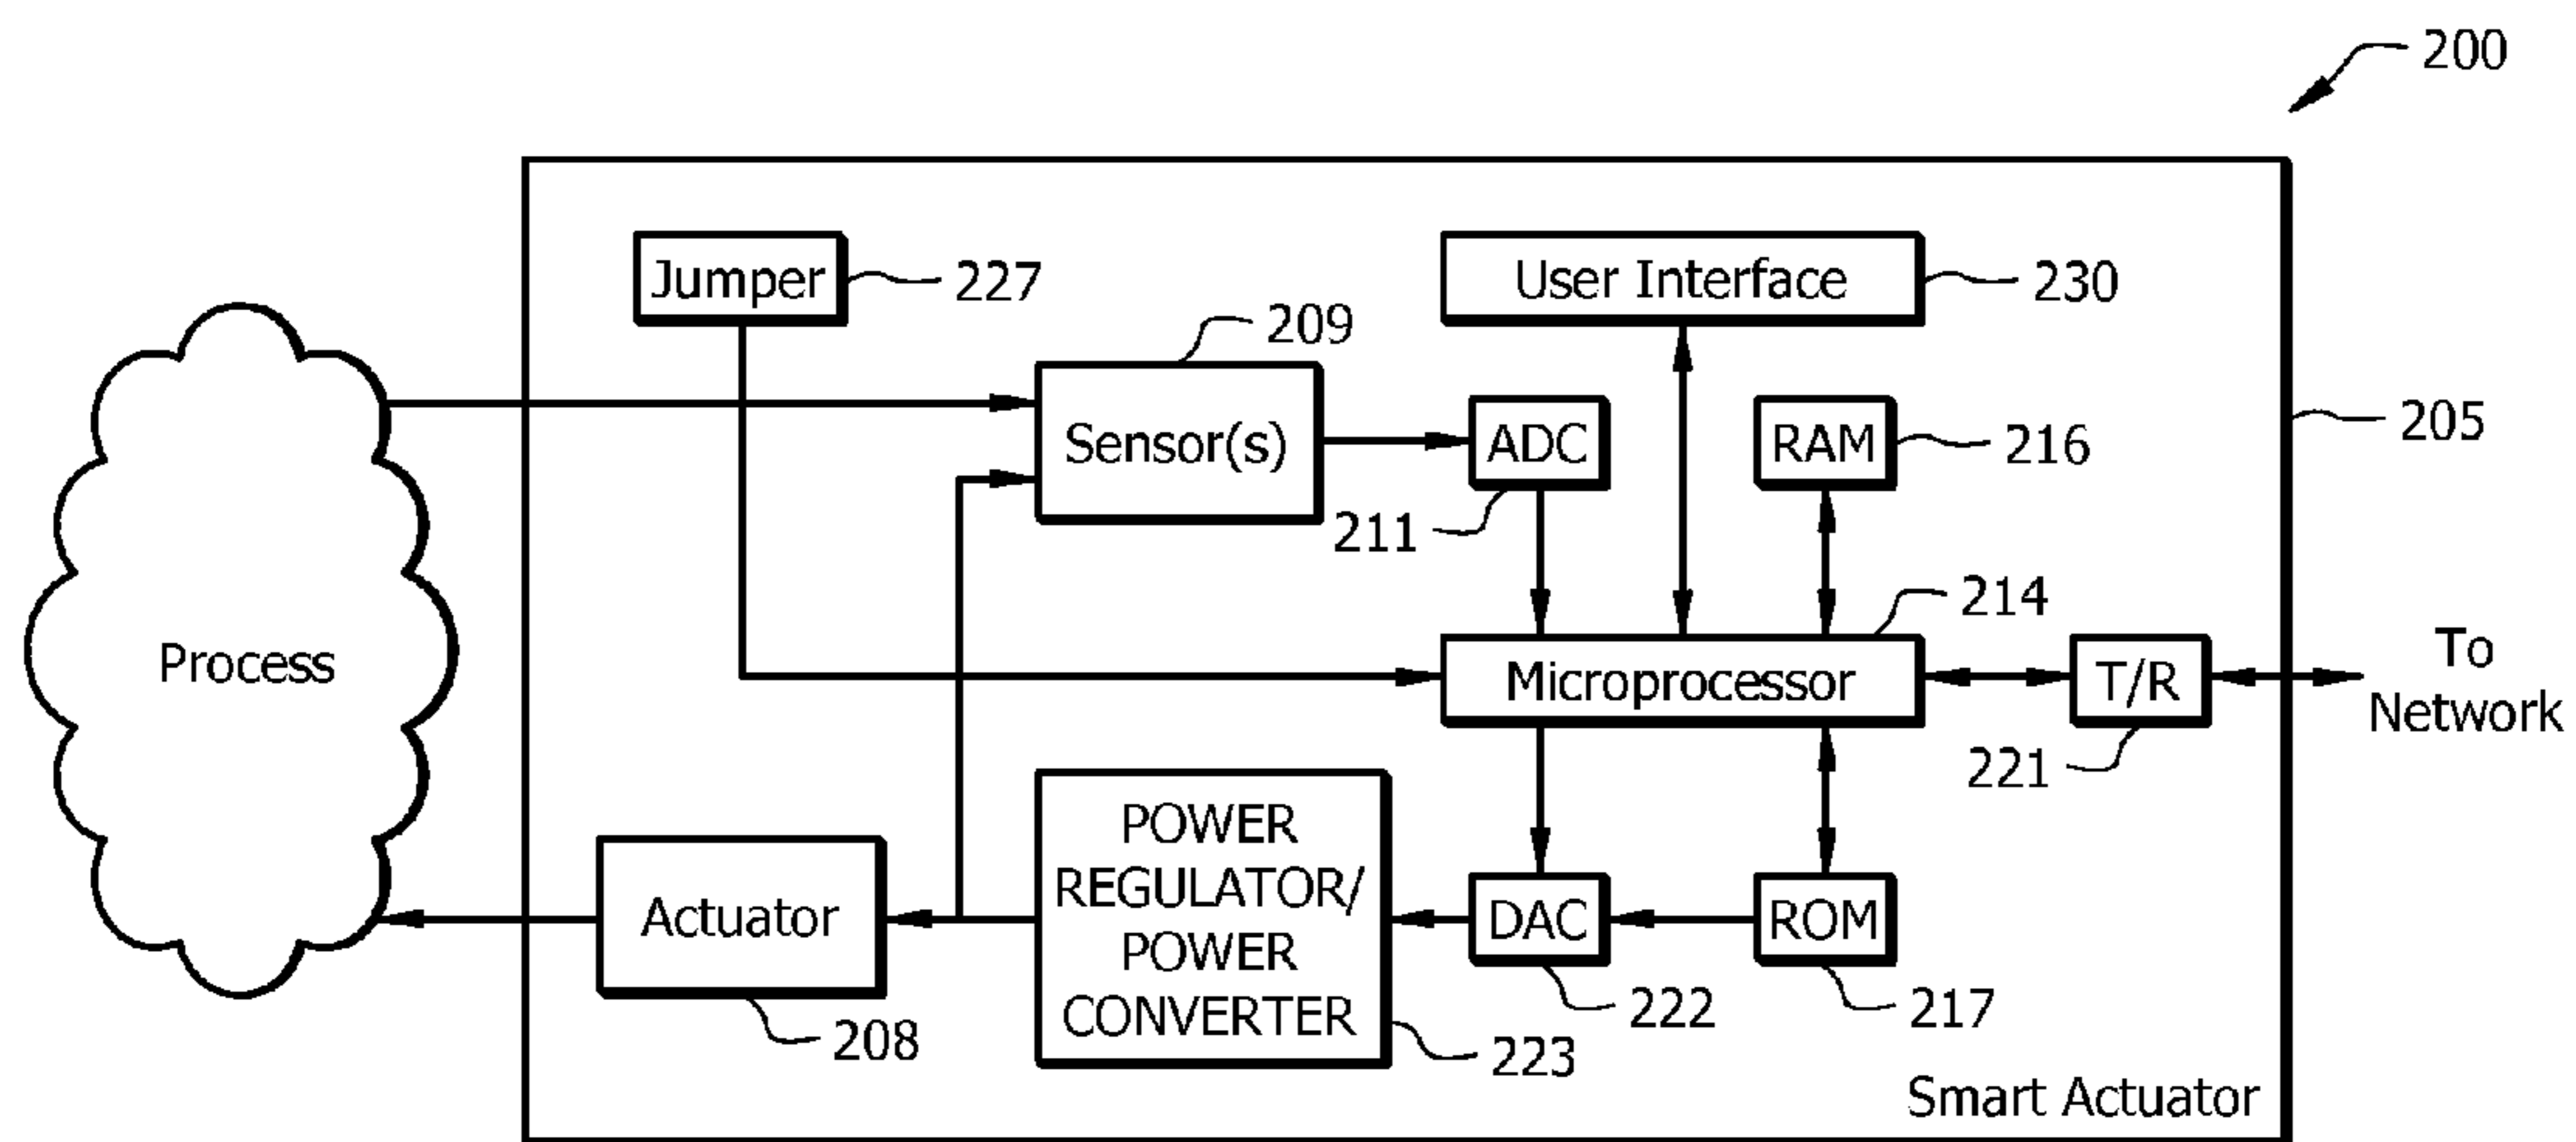 200
Jumper
227
User Interface
230
209
Sensor(s)
ADC
RAM
216
205
211
214
Process
Microprocessor
T/R
To
Network
221
POWER
REGULATOR/
POWER
CONVERTER
Actuator
DAC
ROM
208
222
217
223
Smart Actuator